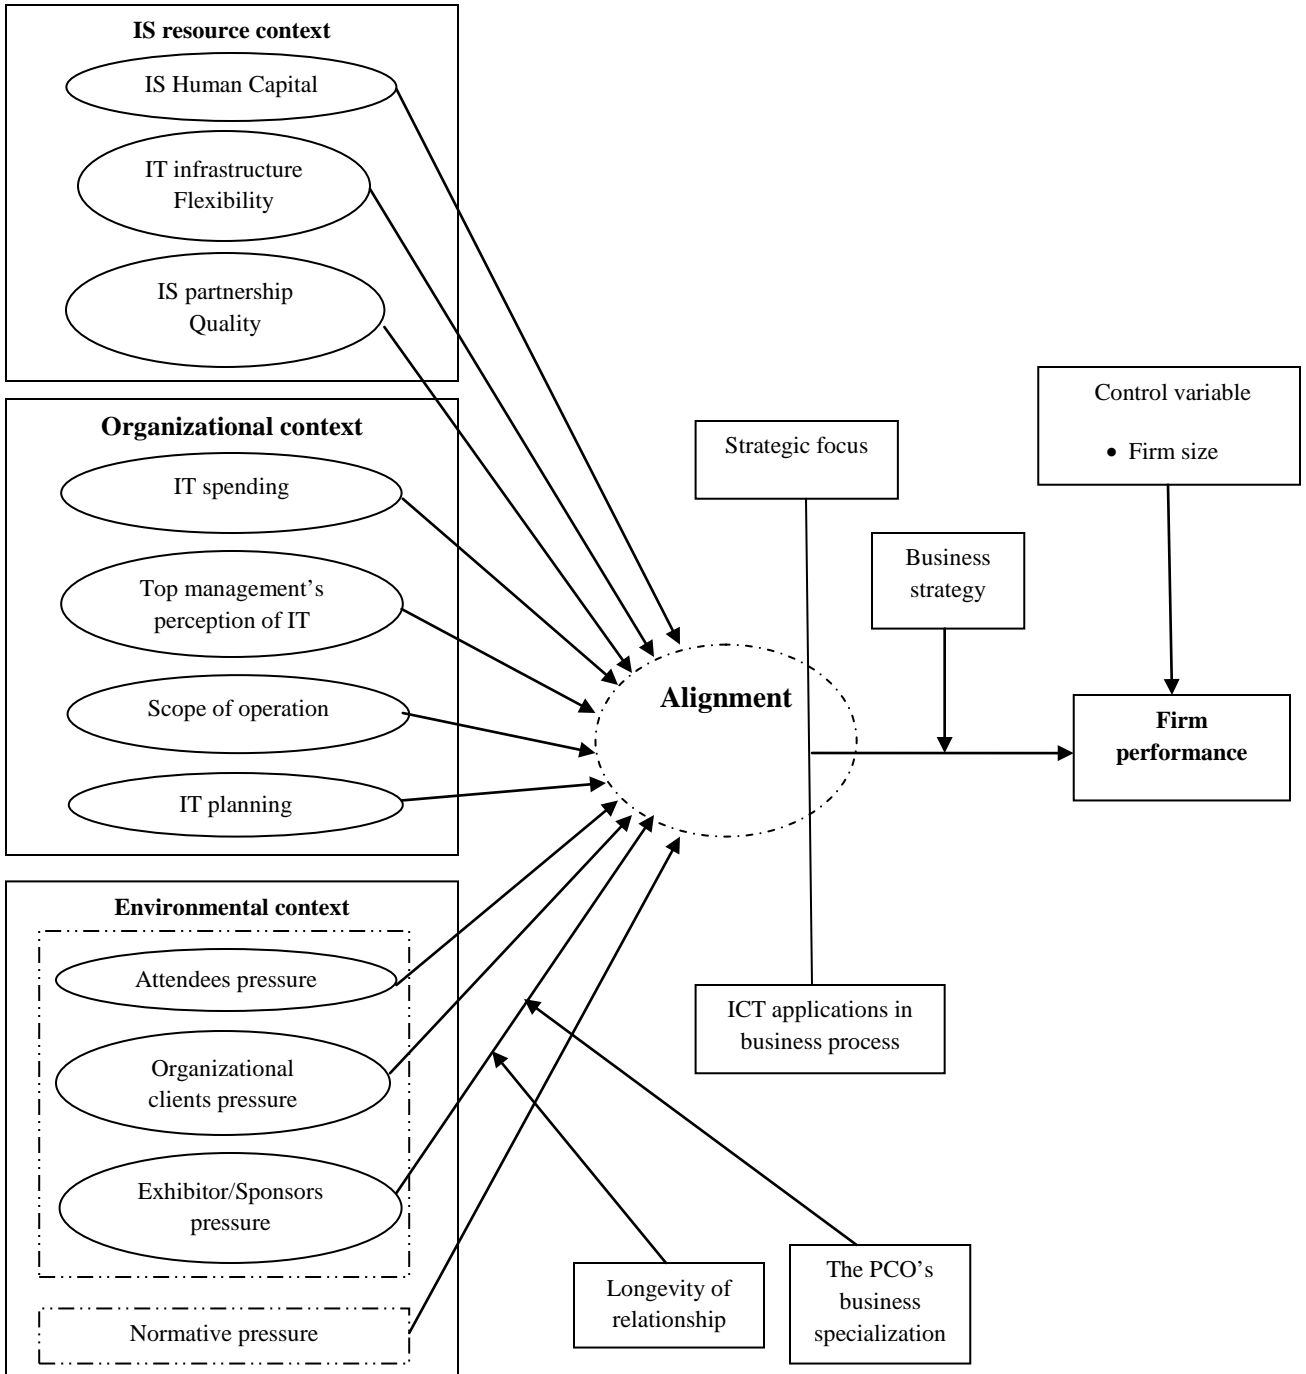 IS resource context
IS Human Capital
IT infrastructure
Flexibility
IS partnership
Quality
Organizational context
IT spending
Top management’s
perception of IT
Scope of operation
IT planning
Environmental context
Attendees pressure
Organizational
clients pressure
Exhibitor/Sponsors
pressure
Normative pressure
Alignment
Strategic focus
Business
strategy
Control variable
• Firm size
Firm
performance
ICT applications in
business process
Longevity of
relationship
The PCO’s
business
specialization